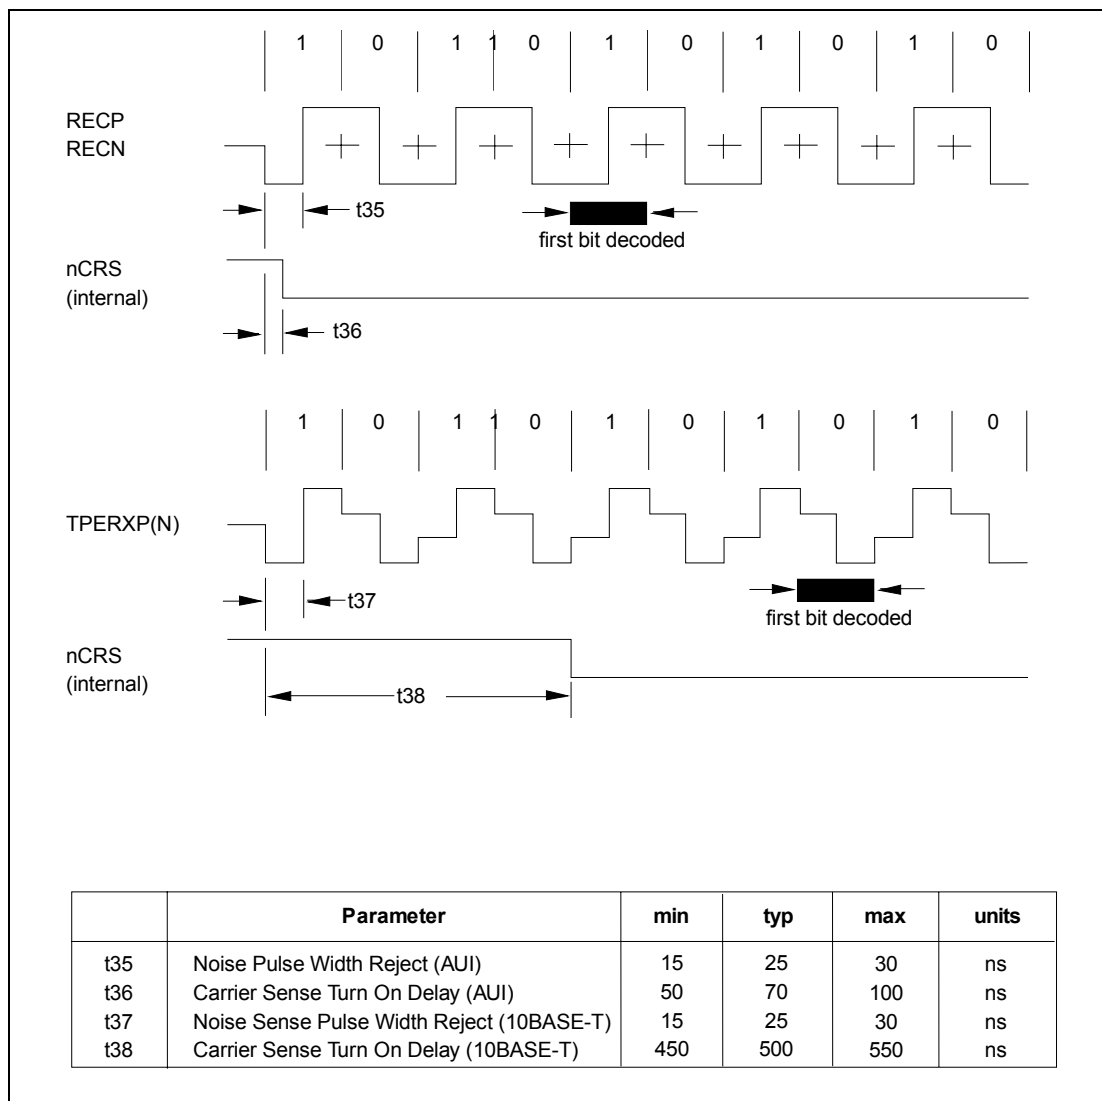 1 0 1 1 0 1 0 1 0 1 0
RECP
RECN
t35
first bit decoded
nCRS
(internal)
t36
1 0 1 1 0 1 0 1 0 1 0
TPERXP(N)
t37
first bit decoded
nCRS
(internal)
t38
Parameter min typ max units
t35 Noise Pulse Width Reject (AUI) 15 25 30 ns
t36 Carrier Sense Turn On Delay (AUI) 50 70 100 ns
t37 Noise Sense Pulse Width Reject (10BASE-T) 15 25 30 ns
t38 Carrier Sense Turn On Delay (10BASE-T) 450 500 550 ns